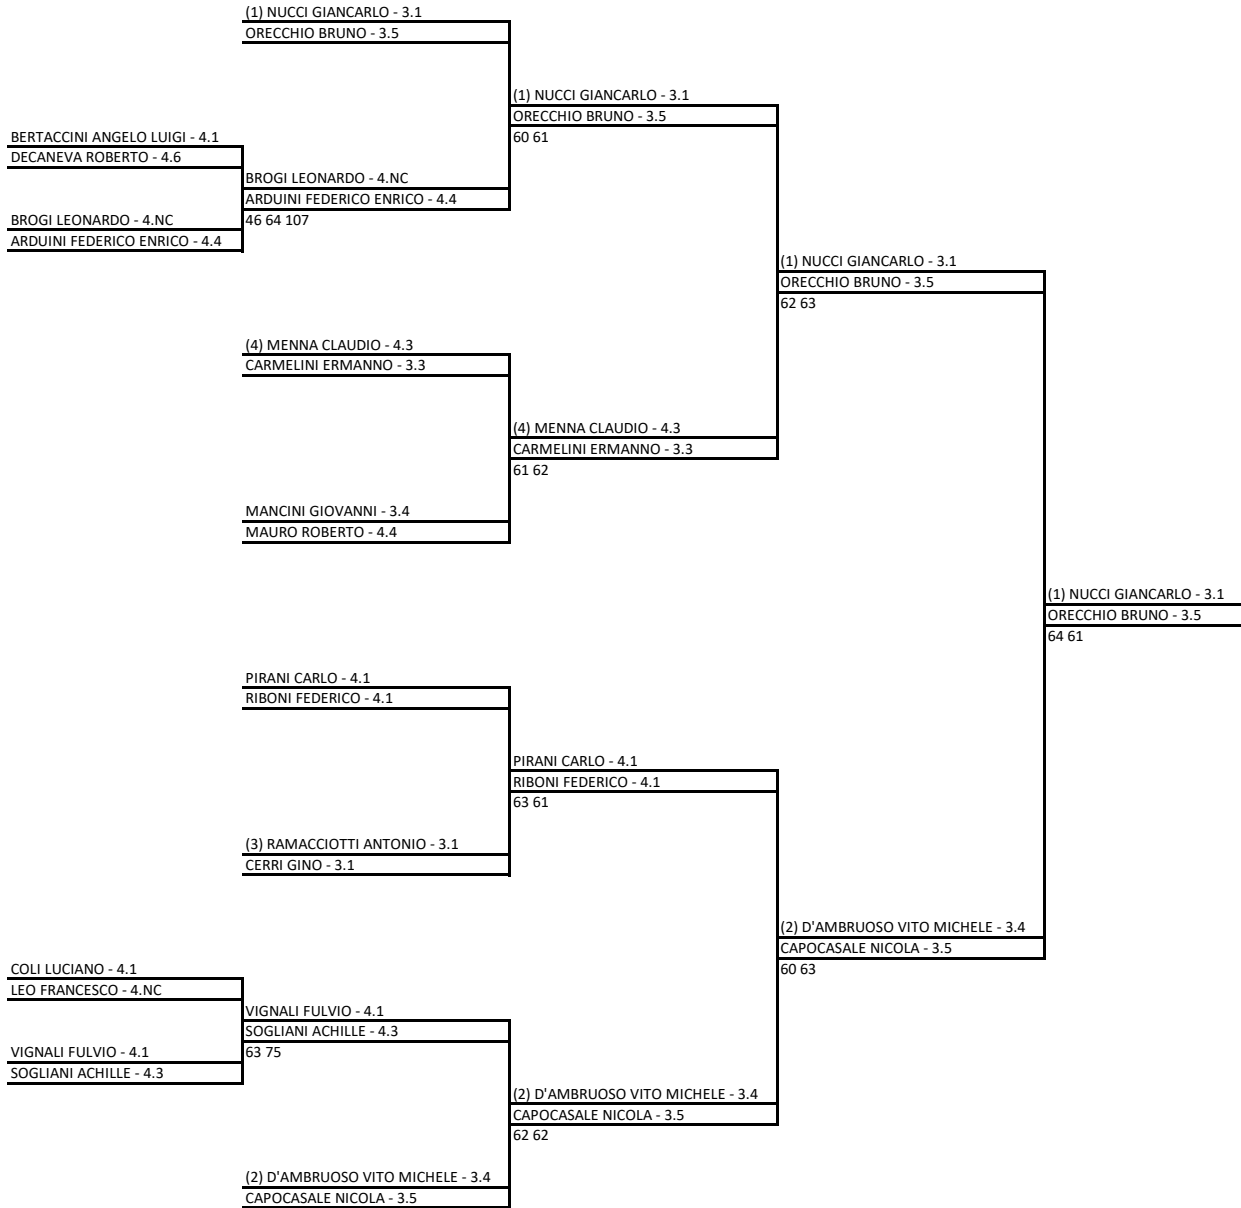 (1) NUCCI GIANCARLO - 3.1
ORECCHIO BRUNO - 3.5
(1) NUCCI GIANCARLO - 3.1
ORECCHIO BRUNO - 3.5
60 61
BERTACCINI ANGELO LUIGI - 4.1
DECANEVA ROBERTO - 4.6
BROGI LEONARDO - 4.NC
ARDUINI FEDERICO ENRICO - 4.4
46 64 107
BROGI LEONARDO - 4.NC
ARDUINI FEDERICO ENRICO - 4.4
(1) NUCCI GIANCARLO - 3.1
ORECCHIO BRUNO - 3.5
62 63
(4) MENNA CLAUDIO - 4.3
CARMELINI ERMANNO - 3.3
(4) MENNA CLAUDIO - 4.3
CARMELINI ERMANNO - 3.3
61 62
MANCINI GIOVANNI - 3.4
MAURO ROBERTO - 4.4
(1) NUCCI GIANCARLO - 3.1
ORECCHIO BRUNO - 3.5
64 61
PIRANI CARLO - 4.1
RIBONI FEDERICO - 4.1
PIRANI CARLO - 4.1
RIBONI FEDERICO - 4.1
63 61
(3) RAMACCIOTTI ANTONIO - 3.1
CERRI GINO - 3.1
(2) D'AMBRUOSO VITO MICHELE - 3.4
CAPOCASALE NICOLA - 3.5
60 63
COLI LUCIANO - 4.1
LEO FRANCESCO - 4.NC
VIGNALI FULVIO - 4.1
SOGLIANI ACHILLE - 4.3
63 75
VIGNALI FULVIO - 4.1
SOGLIANI ACHILLE - 4.3
(2) D'AMBRUOSO VITO MICHELE - 3.4
CAPOCASALE NICOLA - 3.5
62 62
(2) D'AMBRUOSO VITO MICHELE - 3.4
CAPOCASALE NICOLA - 3.5